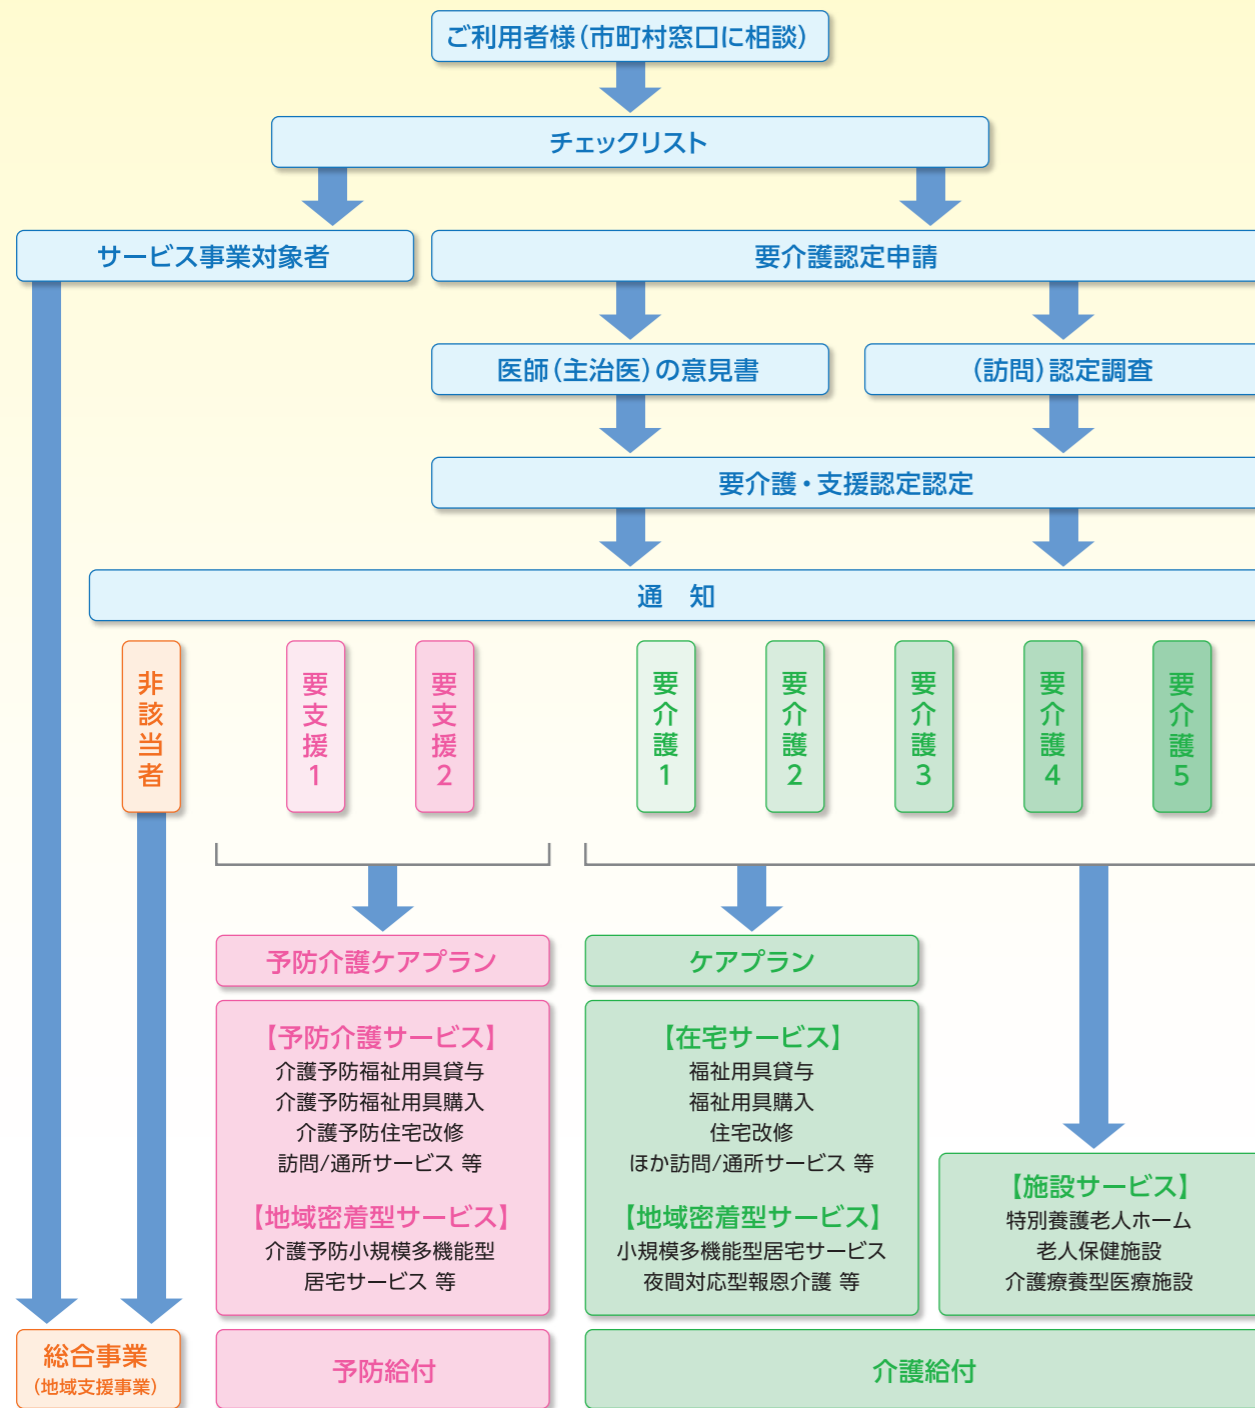 ご利用者様(市町村窓口に相談)
チェックリスト
サービス事業対象者
要介護認定申請
医師(主治医)の意見書
(訪問)認定調査
要介護・支援認定認定
通　知
非該当者
要支援1
要支援2
要介護1
要介護2
要介護3
要介護4
要介護5
予防介護ケアプラン
【予防介護サービス】
介護予防福祉用具貸与
介護予防福祉用具購入
介護予防住宅改修
訪問/通所サービス 等
【地域密着型サービス】
介護予防小規模多機能型
居宅サービス 等
ケアプラン
【在宅サービス】
福祉用具貸与
福祉用具購入
住宅改修
ほか訪問/通所サービス 等
【地域密着型サービス】
小規模多機能型居宅サービス
夜間対応型報恩介護 等
【施設サービス】
特別養護老人ホーム
老人保健施設
介護療養型医療施設
総合事業
(地域支援事業)
予防給付
介護給付